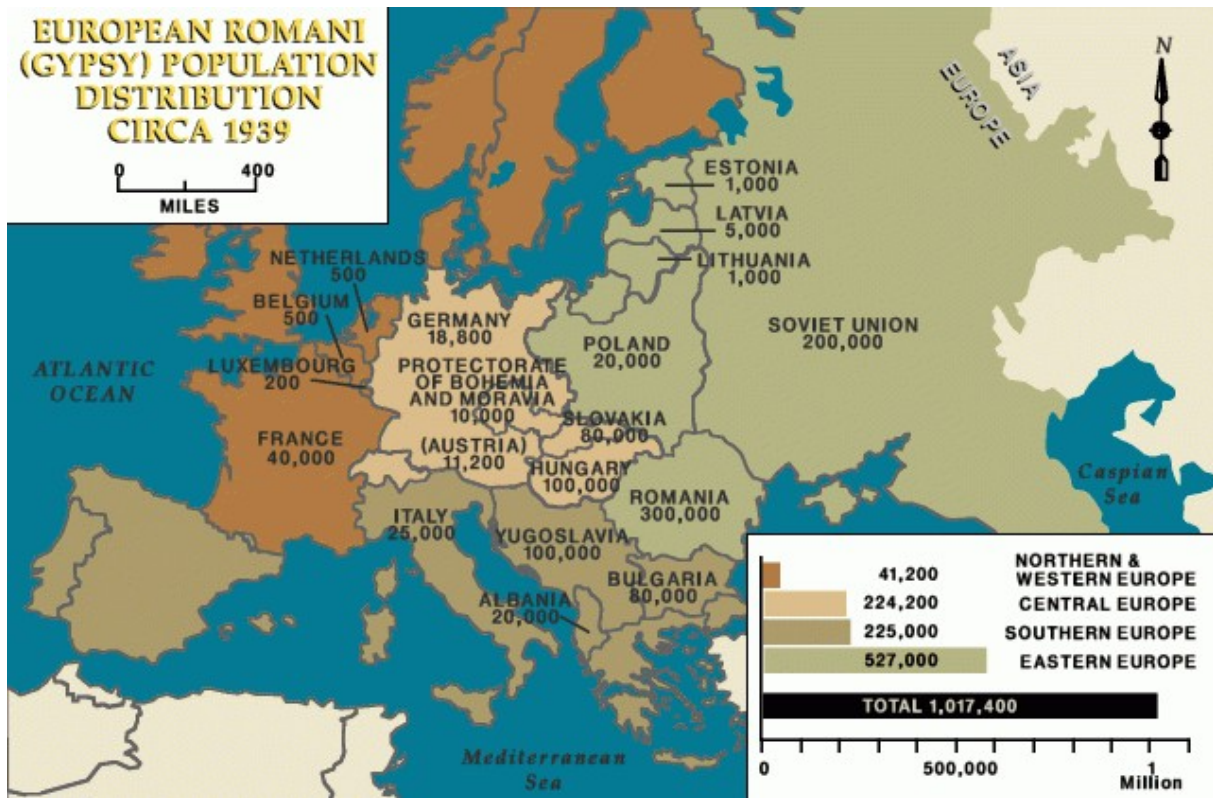 EUROPEAN ROMANI
(GYPSY) POPULATION
DISTRIBUTION
CIRCA 1939
0 400
MILES
ASIA
EUROPE
N
ESTONIA
1,000
LATVIA
5,000
LITHUANIA
1,000
NETHERLANDS
500
BELGIUM
500
LUXEMBOURG
200
GERMANY
18,800
PROTECTORATE
OF BOHEMIA
AND MORAVIA
10,000
POLAND
20,000
SOVIET UNION
200,000
ATLANTIC
OCEAN
FRANCE
40,000
(AUSTRIA)
11,200
SLOVAKIA
80,000
HUNGARY
100,000
ROMANIA
300,000
Caspian
Sea
ITALY
25,000
YUGOSLAVIA
100,000
BULGARIA
80,000
ALBANIA
20,000
Mediterranean
Sea
41,200 NORTHERN &
WESTERN EUROPE
224,200 CENTRAL EUROPE
225,000 SOUTHERN EUROPE
527,000 EASTERN EUROPE
TOTAL 1,017,400
0 500,000 1
Million